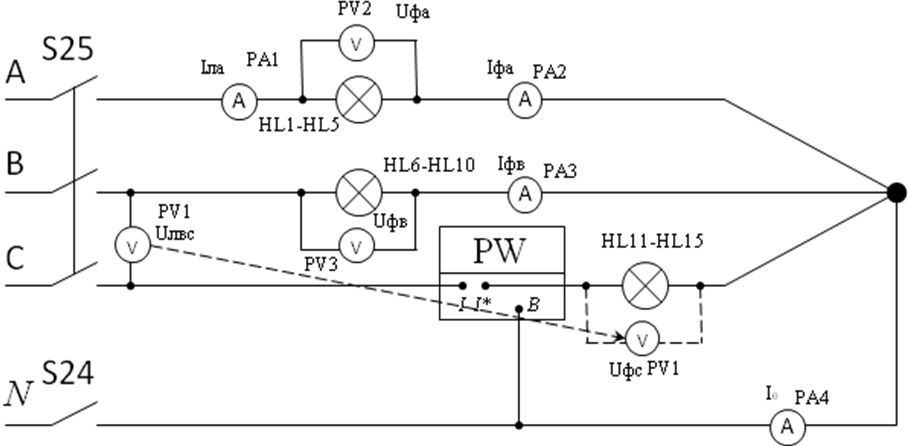 PV2 Uфа
S25
A
Iла PA1
V
Iфа PA2
A
A
HL1-HL5
B
HL6-HL10
Iфв PA3
A
PV1
Uлвс
V
Uфв
PV3
V
C
PW
I I* B
HL11-HL15
V
Uфс PV1
N S24
I₀ PA4
A